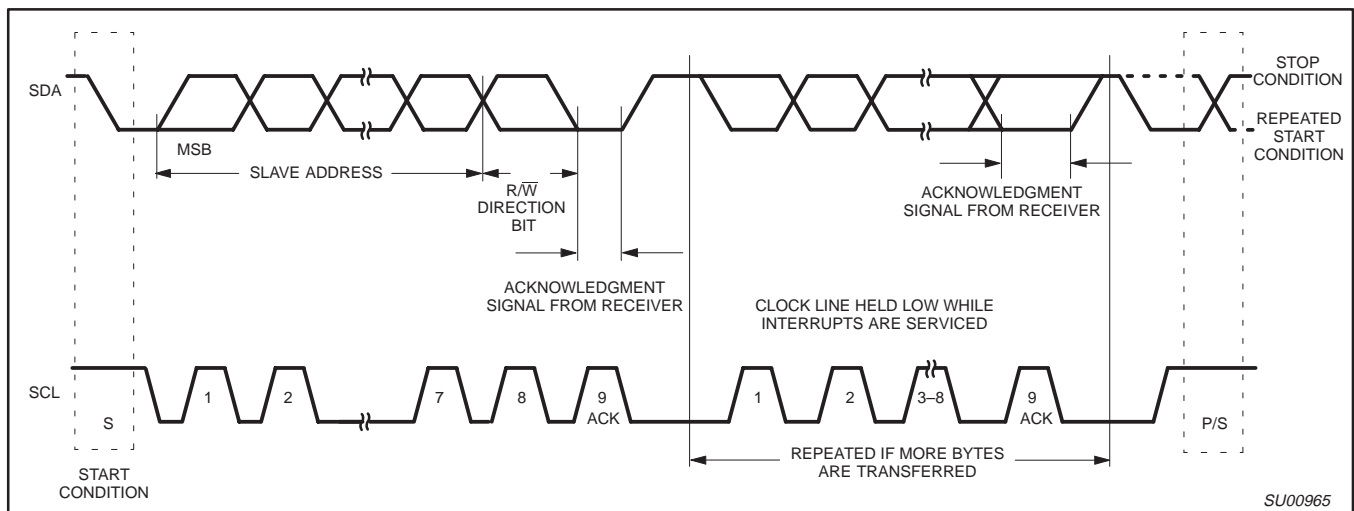 SDA
STOP
CONDITION
REPEATED
START
CONDITION
MSB
SLAVE ADDRESS
R/W̅
DIRECTION
BIT
ACKNOWLEDGMENT
SIGNAL FROM RECEIVER
ACKNOWLEDGMENT
SIGNAL FROM RECEIVER
CLOCK LINE HELD LOW WHILE
INTERRUPTS ARE SERVICED
SCL
S
1
2
7
8
9
ACK
1
2
3–8
9
ACK
P/S
START
CONDITION
REPEATED IF MORE BYTES
ARE TRANSFERRED
SU00965